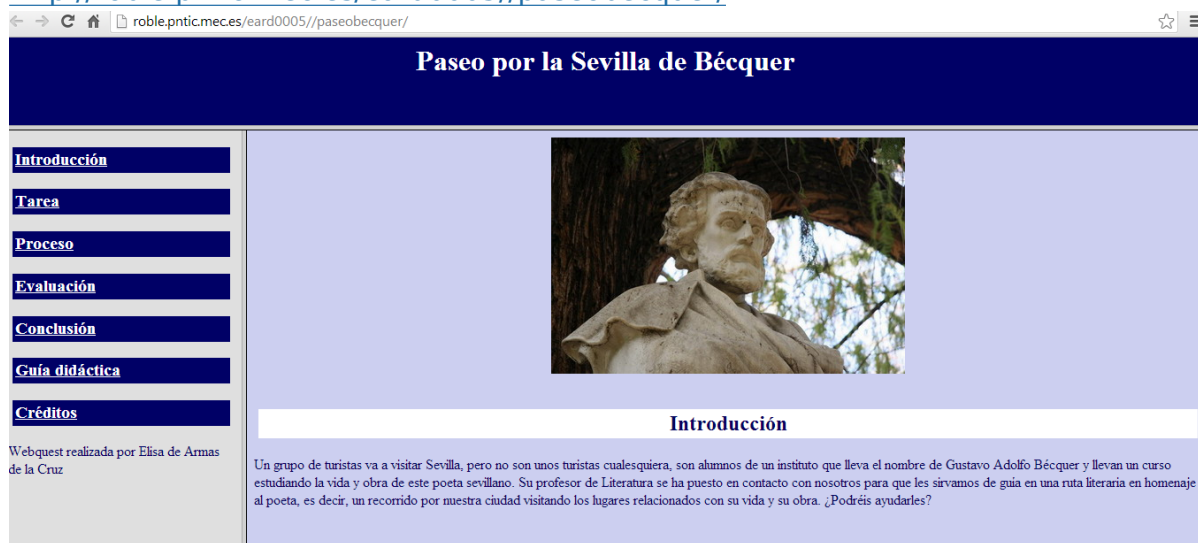 roble.pntic.mec.es/eard0005//paseobecquer/
Paseo por la Sevilla de Bécquer
Introducción
Tarea
Proceso
Evaluación
Conclusión
Guía didáctica
Créditos
Webquest realizada por Elisa de Armas
de la Cruz
Introducción
Un grupo de turistas va a visitar Sevilla, pero no son unos turistas cualesquiera, son alumnos de un instituto que lleva el nombre de Gustavo Adolfo Bécquer y llevan un curso
estudiando la vida y obra de este poeta sevillano. Su profesor de Literatura se ha puesto en contacto con nosotros para que les sirvamos de guia en una ruta literaria en homenaje
al poeta, es decir, un recorrido por nuestra ciudad visitando los lugares relacionados con su vida y su obra. ¿Podréis ayudarles?